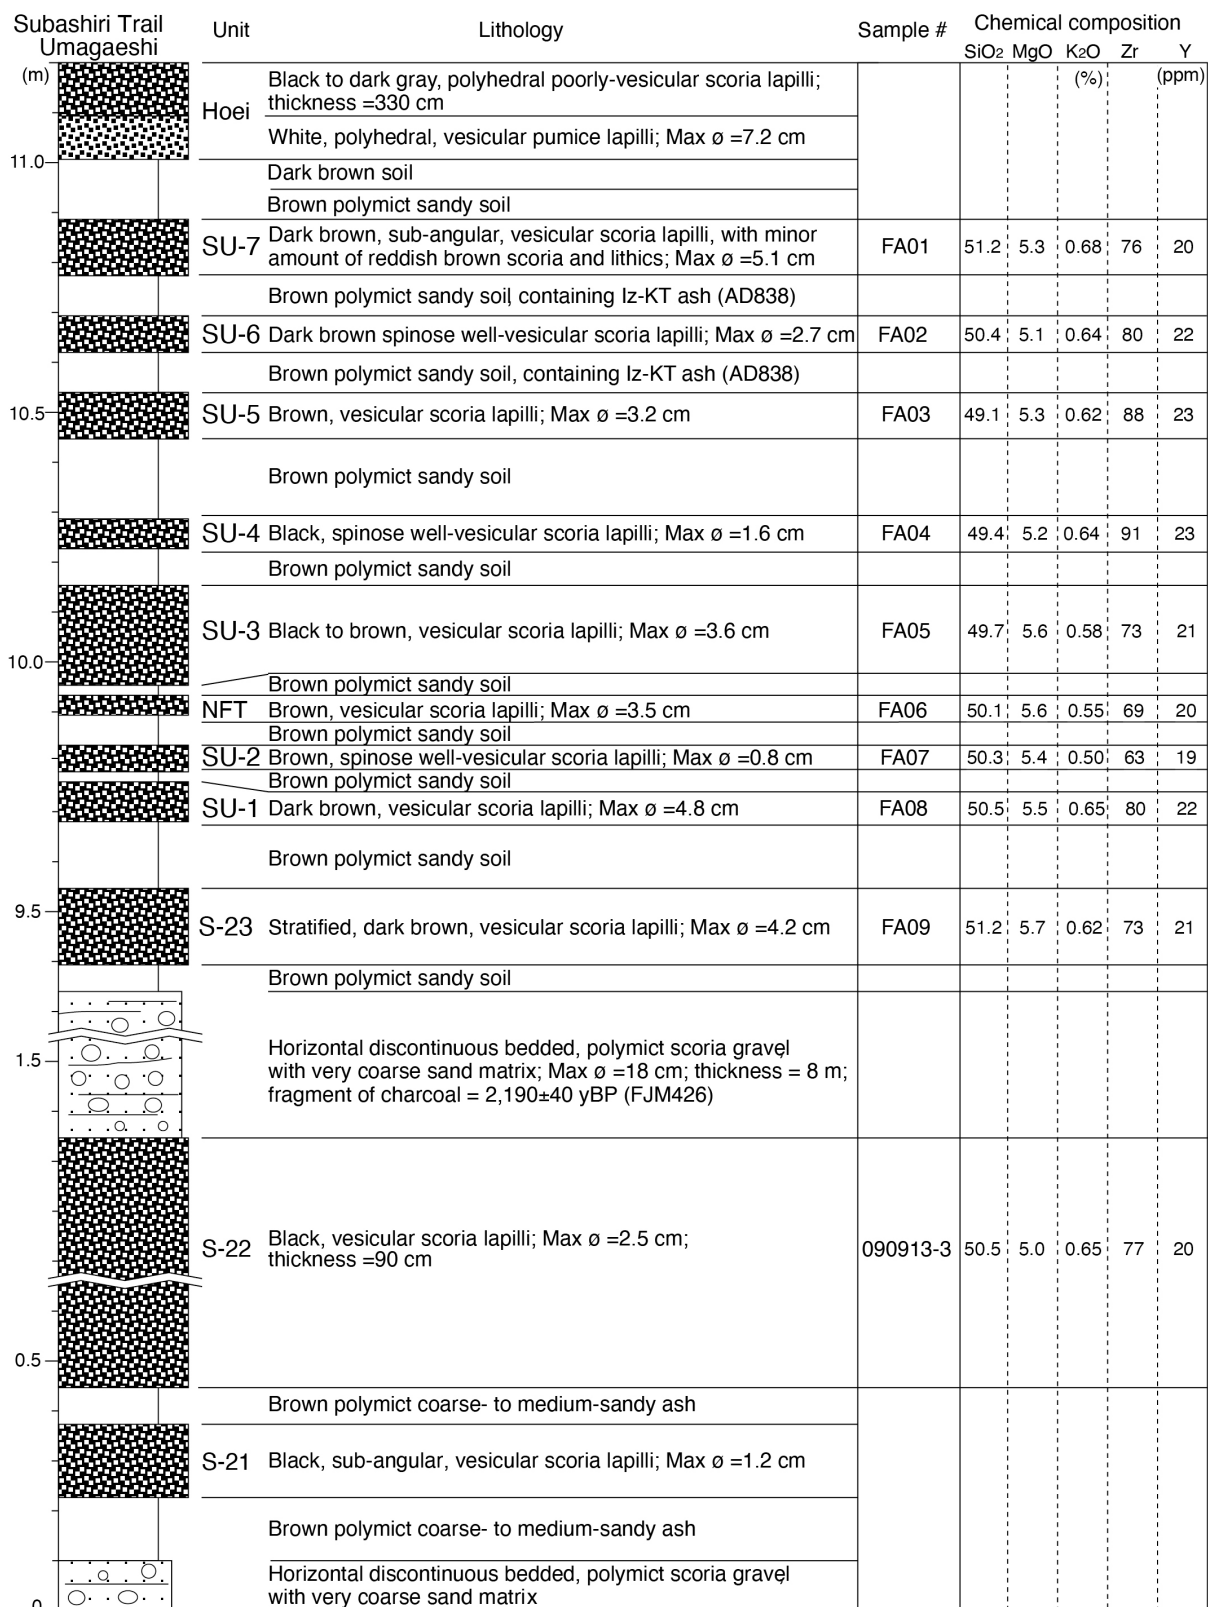 Subashiri Trail
Umagaeshi
Unit
Lithology
Sample #
Chemical composition
SiO2 MgO K2O Zr Y
(m)
(%) (ppm)
Hoei
Black to dark gray, polyhedral poorly-vesicular scoria lapilli;
thickness =330 cm
White, polyhedral, vesicular pumice lapilli; Max ø =7.2 cm
11.0
Dark brown soil
Brown polymict sandy soil
SU-7 Dark brown, sub-angular, vesicular scoria lapilli, with minor
amount of reddish brown scoria and lithics; Max ø =5.1 cm
FA01 51.2 5.3 0.68 76 20
Brown polymict sandy soil, containing Iz-KT ash (AD838)
SU-6 Dark brown spinose well-vesicular scoria lapilli; Max ø =2.7 cm FA02 50.4 5.1 0.64 80 22
Brown polymict sandy soil, containing Iz-KT ash (AD838)
10.5 SU-5 Brown, vesicular scoria lapilli; Max ø =3.2 cm FA03 49.1 5.3 0.62 88 23
Brown polymict sandy soil
SU-4 Black, spinose well-vesicular scoria lapilli; Max ø =1.6 cm FA04 49.4 5.2 0.64 91 23
Brown polymict sandy soil
SU-3 Black to brown, vesicular scoria lapilli; Max ø =3.6 cm FA05 49.7 5.6 0.58 73 21
10.0
Brown polymict sandy soil
NFT Brown, vesicular scoria lapilli; Max ø =3.5 cm FA06 50.1 5.6 0.55 69 20
Brown polymict sandy soil
SU-2 Brown, spinose well-vesicular scoria lapilli; Max ø =0.8 cm FA07 50.3 5.4 0.50 63 19
Brown polymict sandy soil
SU-1 Dark brown, vesicular scoria lapilli; Max ø =4.8 cm FA08 50.5 5.5 0.65 80 22
Brown polymict sandy soil
9.5
S-23 Stratified, dark brown, vesicular scoria lapilli; Max ø =4.2 cm FA09 51.2 5.7 0.62 73 21
Brown polymict sandy soil
1.5
Horizontal discontinuous bedded, polymict scoria gravel
with very coarse sand matrix; Max ø =18 cm; thickness = 8 m;
fragment of charcoal = 2,190±40 yBP (FJM426)
S-22 Black, vesicular scoria lapilli; Max ø =2.5 cm;
thickness =90 cm
090913-3 50.5 5.0 0.65 77 20
0.5
Brown polymict coarse- to medium-sandy ash
S-21 Black, sub-angular, vesicular scoria lapilli; Max ø =1.2 cm
Brown polymict coarse- to medium-sandy ash
Horizontal discontinuous bedded, polymict scoria gravel
with very coarse sand matrix
0